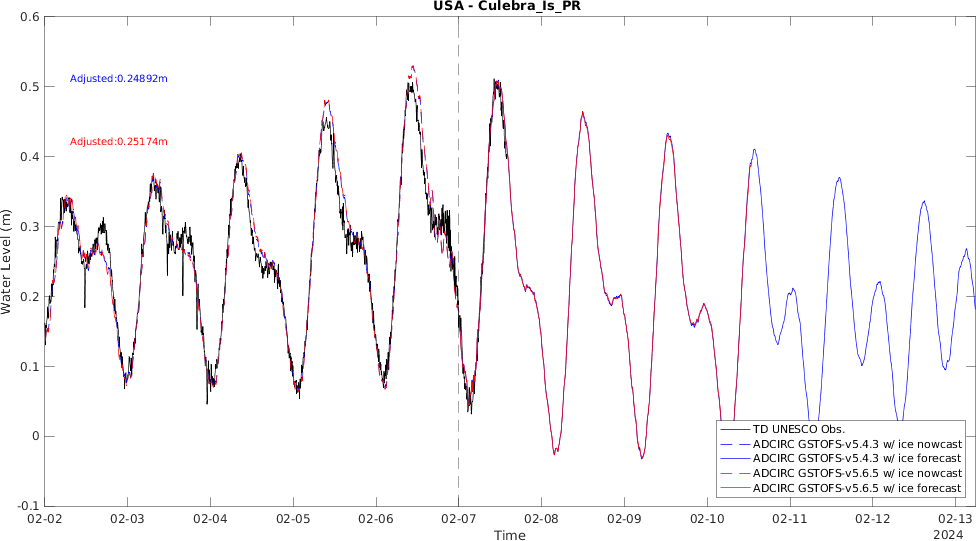 USA - Culebra_Is_PR
0.6
0.5
0.4
0.3
0.2
0.1
0
-0.1
Water Level (m)
Adjusted:0.24892m
Adjusted:0.25174m
TD UNESCO Obs.
ADCIRC GSTOFS-v5.4.3 w/ ice nowcast
ADCIRC GSTOFS-v5.4.3 w/ ice forecast
ADCIRC GSTOFS-v5.6.5 w/ ice nowcast
ADCIRC GSTOFS-v5.6.5 w/ ice forecast
02-02 02-03 02-04 02-05 02-06 02-07 02-08 02-09 02-10 02-11 02-12 02-13
Time
2024